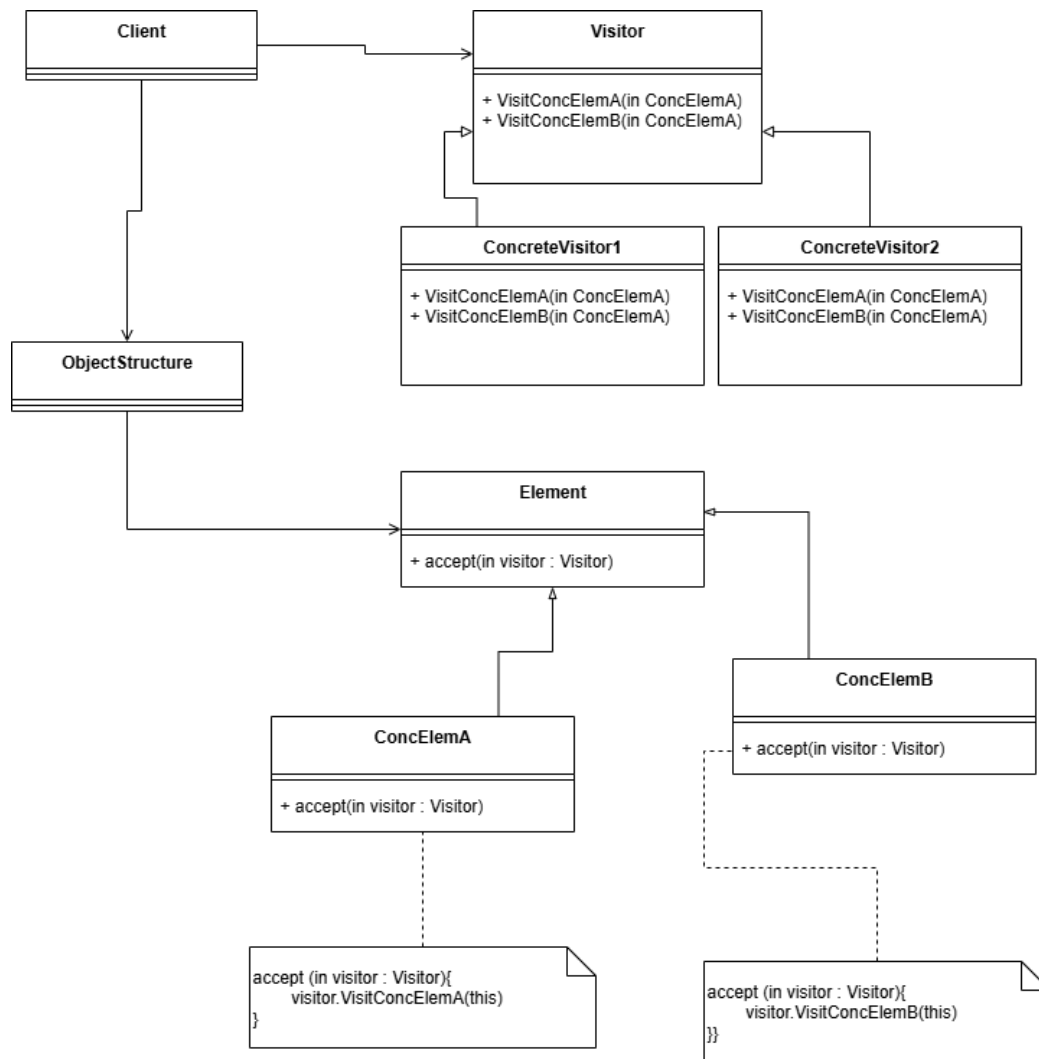 Client
Visitor
+ VisitConcElemA(in ConcElemA)
+ VisitConcElemB(in ConcElemA)
ConcreteVisitor1
+ VisitConcElemA(in ConcElemA)
+ VisitConcElemB(in ConcElemA)
ConcreteVisitor2
+ VisitConcElemA(in ConcElemA)
+ VisitConcElemB(in ConcElemA)
ObjectStructure
Element
+ accept(in visitor : Visitor)
ConcElemB
+ accept(in visitor : Visitor)
ConcElemA
+ accept(in visitor : Visitor)
accept (in visitor : Visitor){
visitor.VisitConcElemA(this)
}
accept (in visitor : Visitor){
visitor.VisitConcElemB(this)
}}